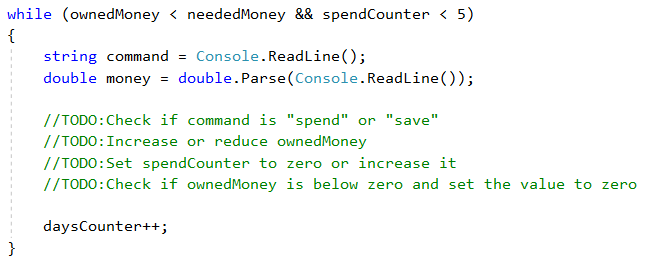 while (ownedMoney < neededMoney && spendCounter < 5)
{
string command = Console.ReadLine();
double money = double.Parse(Console.ReadLine());
//TODO:Check if command is "spend" or "save"
//TODO:Increase or reduce ownedMoney
//TODO:Set spendCounter to zero or increase it
//TODO:Check if ownedMoney is below zero and set the value to zero
daysCounter++;
}